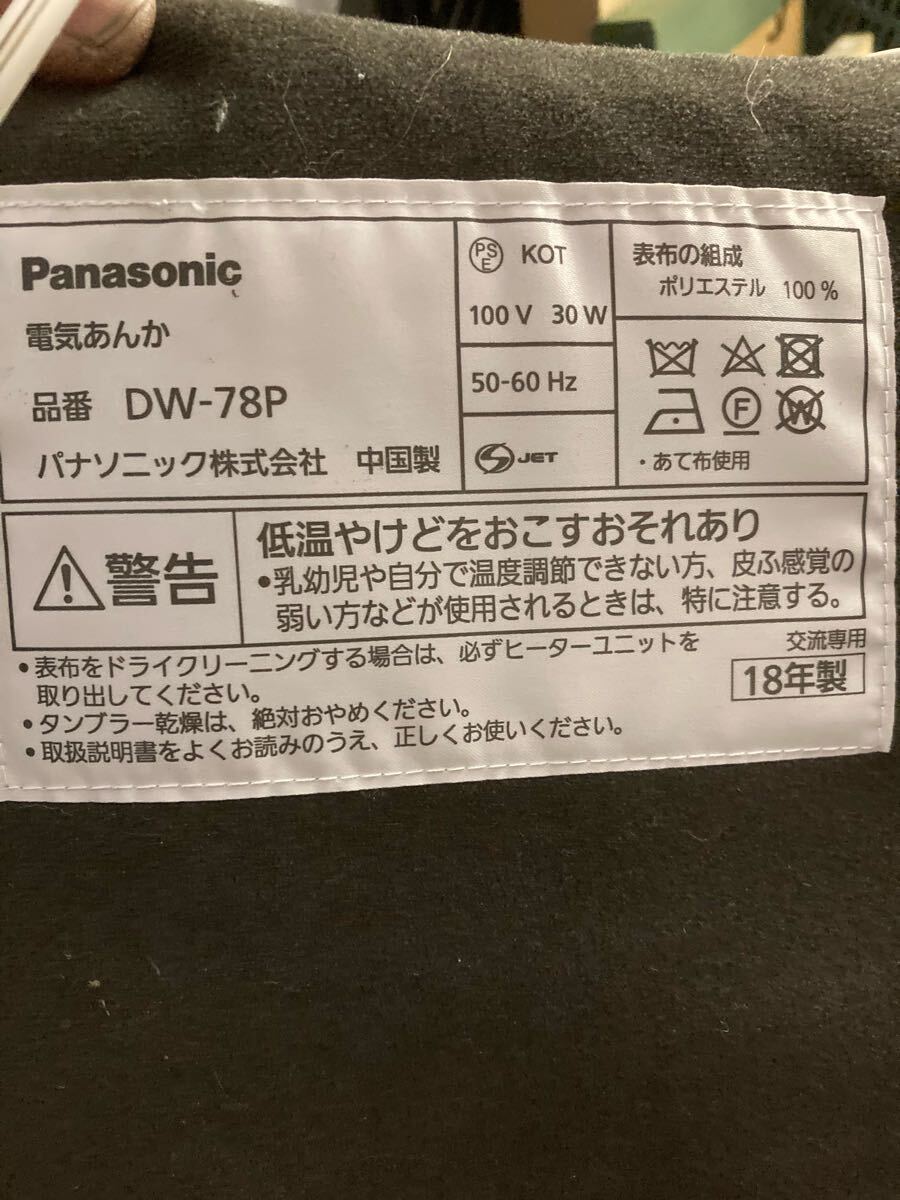 Panasonic
電気あんか
品番 DW-78P
パナソニック株式会社 中国製
PSE KOT
100 V 30 W
50-60 Hz
S JET
表布の組成
ポリエステル 100 %
F W
・あて布使用
警告
低温やけどをおこすおそれあり
•乳幼児や自分で温度調節できない方、皮ふ感覚の
弱い方などが使用されるときは、特に注意する。
•表布をドライクリーニングする場合は、必ずヒーターユニットを
取り出してください。
•タンブラー乾燥は、絶対おやめください。
•取扱説明書をよくお読みのうえ、正しくお使いください。
交流専用
18年製